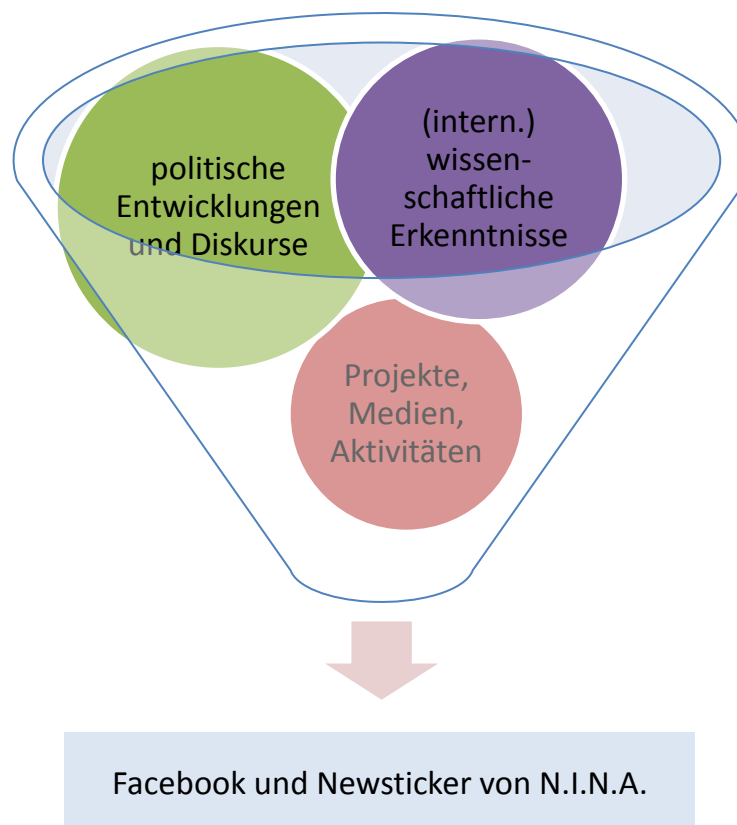 politische
Entwicklungen
und Diskurse
(intern.)
wissen-
schaftliche
Erkenntnisse
Projekte,
Medien,
Aktivitäten
Facebook und Newsticker von N.I.N.A.